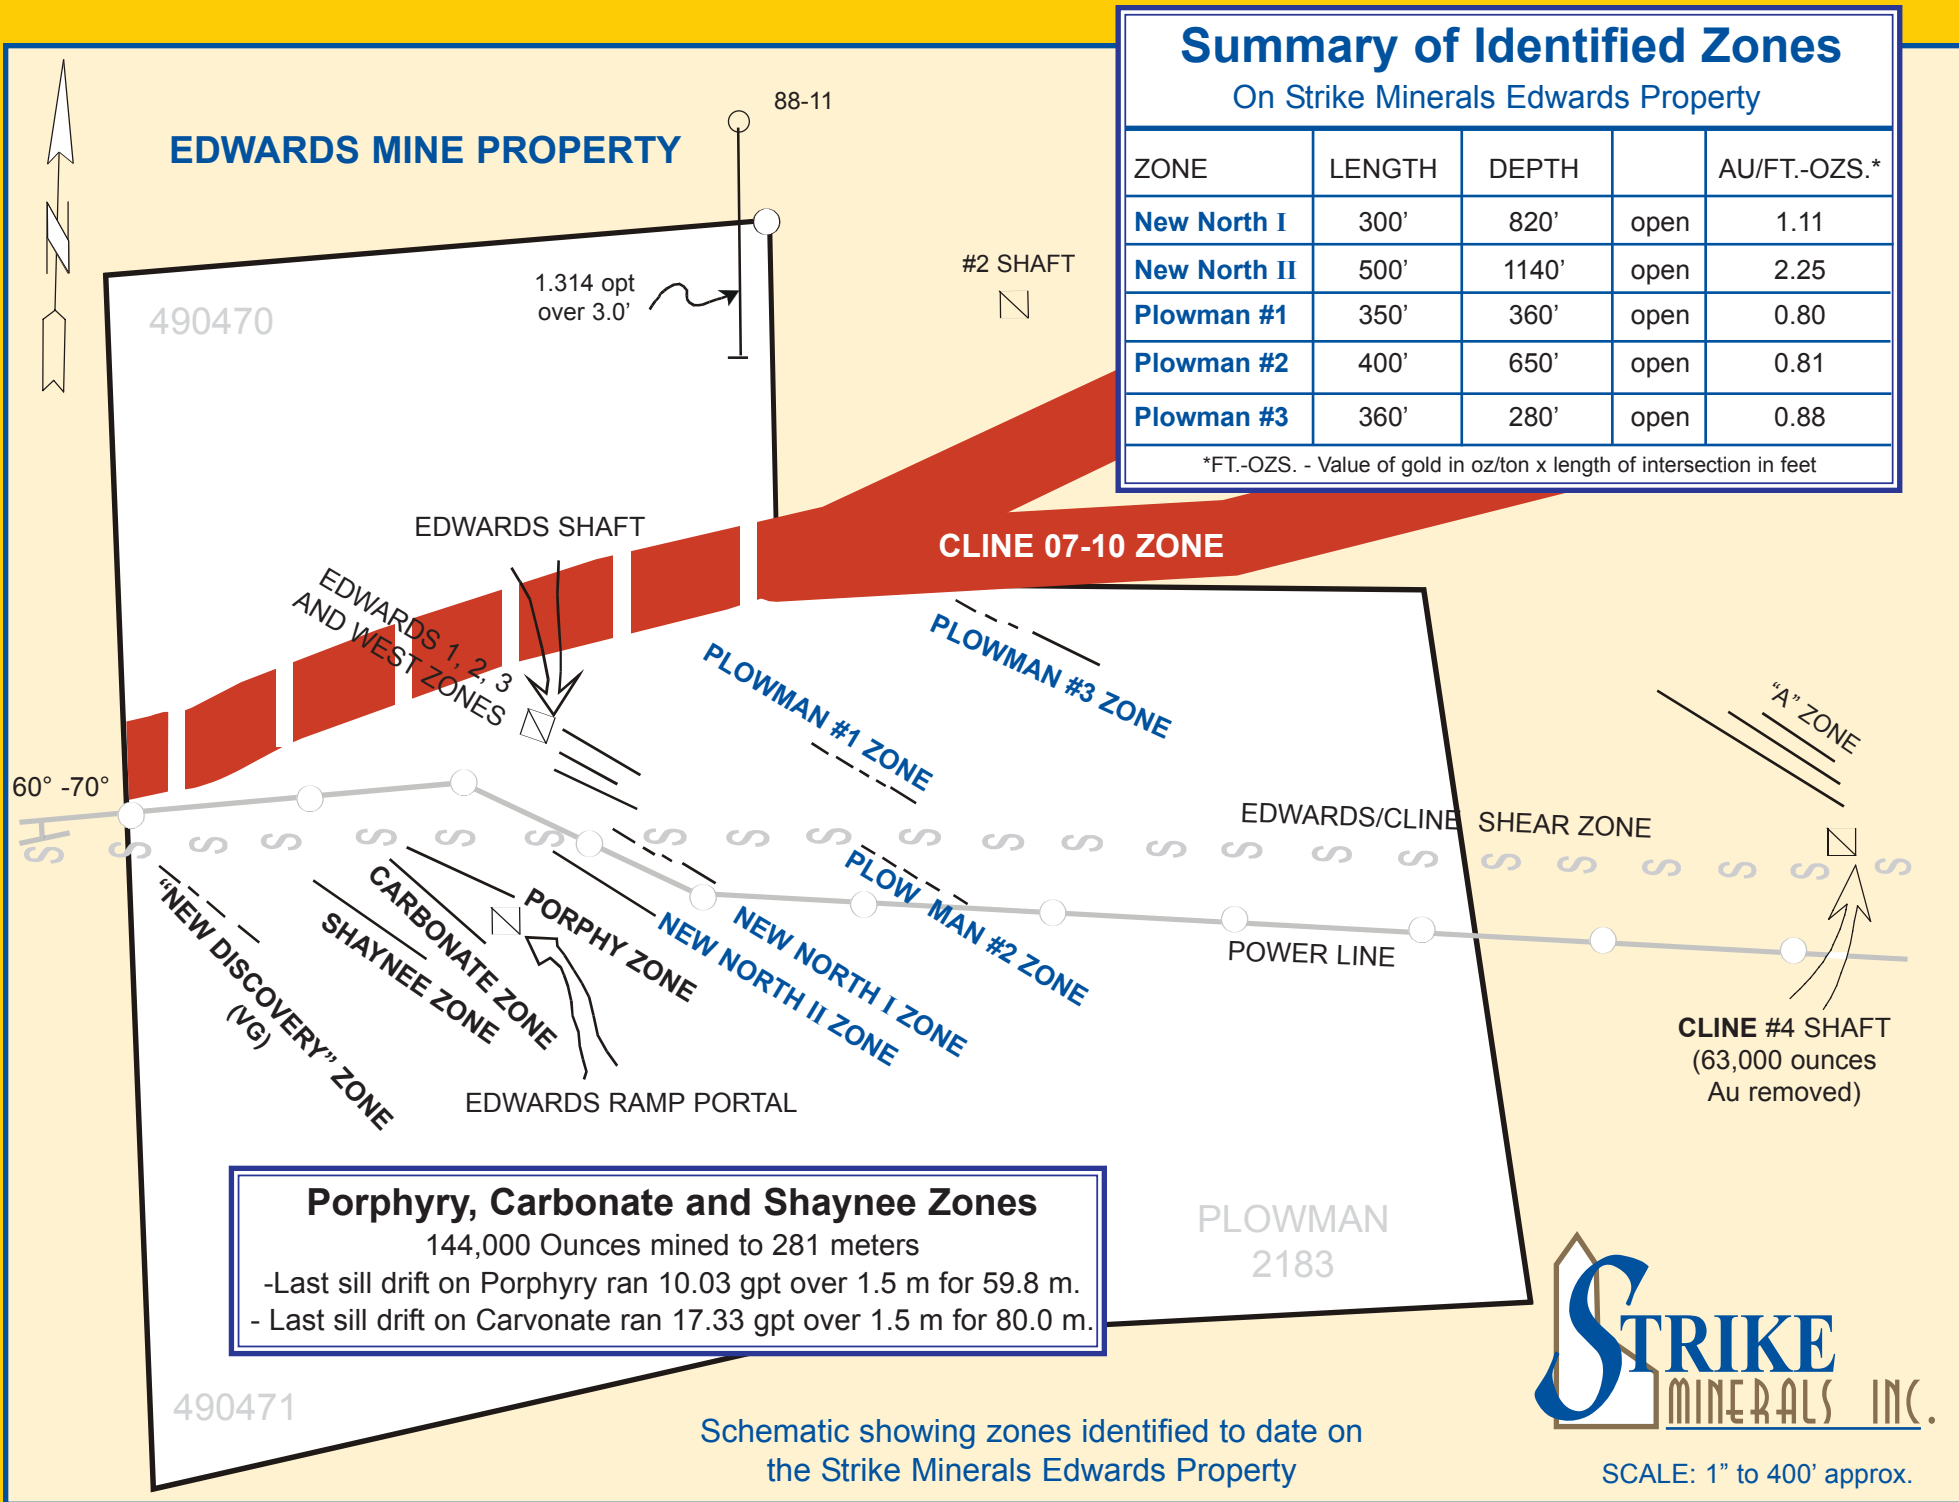 Summary of Identified Zones
On Strike Minerals Edwards Property
ZONE LENGTH DEPTH AU/FT.-OZS.*
New North I 300’ 820’ open 1.11
New North II 500’ 1140’ open 2.25
Plowman #1 350’ 360’ open 0.80
Plowman #2 400’ 650’ open 0.81
Plowman #3 360’ 280’ open 0.88
*FT.-OZS. - Value of gold in oz/ton x length of intersection in feet
88-11
EDWARDS MINE PROPERTY
N
#2 SHAFT
1.314 opt
over 3.0’
490470
EDWARDS SHAFT
CLINE 07-10 ZONE
EDWARDS 1, 2, 3
AND WEST ZONES
PLOWMAN #3 ZONE
PLOWMAN #1 ZONE
“A” ZONE
60° -70°
EDWARDS/CLINE SHEAR ZONE
S S S S S S S S S S S S S S S S S S S S S S S S
PLOW MAN #2 ZONE
POWER LINE
“NEW DISCOVERY” ZONE
(VG)
SHAYNEE ZONE
CARBONATE ZONE
PORPHY ZONE
NEW NORTH II ZONE
NEW NORTH I ZONE
EDWARDS RAMP PORTAL
CLINE #4 SHAFT
(63,000 ounces
Au removed)
Porphyry, Carbonate and Shaynee Zones
144,000 Ounces mined to 281 meters
-Last sill drift on Porphyry ran 10.03 gpt over 1.5 m for 59.8 m.
- Last sill drift on Carvonate ran 17.33 gpt over 1.5 m for 80.0 m.
PLOWMAN
2183
490471
STRIKE
MINERALS INC.
Schematic showing zones identified to date on
the Strike Minerals Edwards Property
SCALE: 1” to 400’ approx.